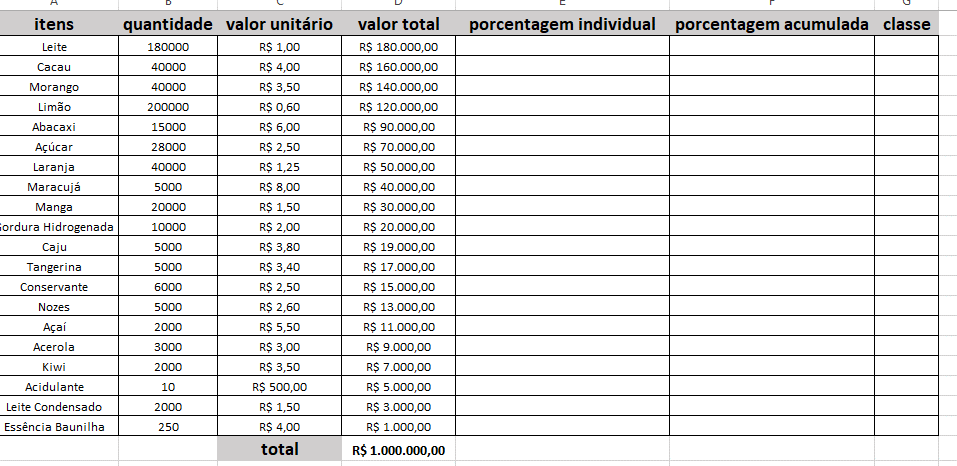 A B C D E F G
itens quantidade valor unitário valor total porcentagem individual porcentagem acumulada classe
Leite 180000 R$ 1,00 R$ 180.000,00
Cacau 40000 R$ 4,00 R$ 160.000,00
Morango 40000 R$ 3,50 R$ 140.000,00
Limão 200000 R$ 0,60 R$ 120.000,00
Abacaxi 15000 R$ 6,00 R$ 90.000,00
Açúcar 28000 R$ 2,50 R$ 70.000,00
Laranja 40000 R$ 1,25 R$ 50.000,00
Maracujá 5000 R$ 8,00 R$ 40.000,00
Manga 20000 R$ 1,50 R$ 30.000,00
Gordura Hidrogenada 10000 R$ 2,00 R$ 20.000,00
Caju 5000 R$ 3,80 R$ 19.000,00
Tangerina 5000 R$ 3,40 R$ 17.000,00
Conservante 6000 R$ 2,50 R$ 15.000,00
Nozes 5000 R$ 2,60 R$ 13.000,00
Açaí 2000 R$ 5,50 R$ 11.000,00
Acerola 3000 R$ 3,00 R$ 9.000,00
Kiwi 2000 R$ 3,50 R$ 7.000,00
Acidulante 10 R$ 500,00 R$ 5.000,00
Leite Condensado 2000 R$ 1,50 R$ 3.000,00
Essência Baunilha 250 R$ 4,00 R$ 1.000,00
total R$ 1.000.000,00